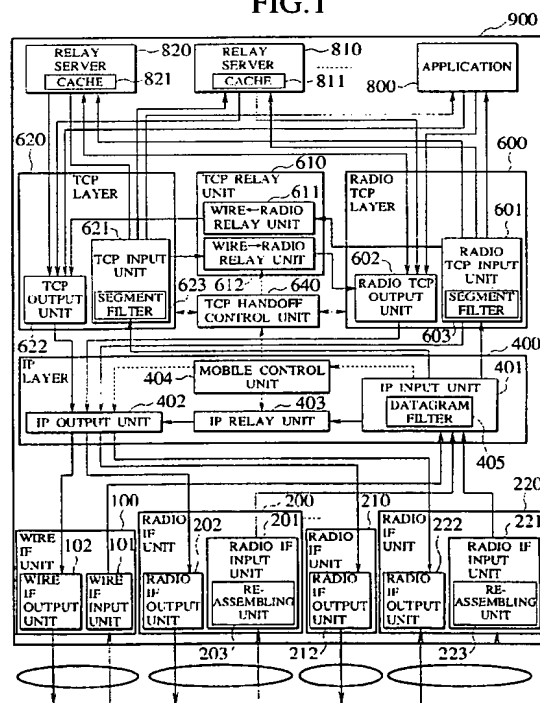 FIG.1
900
RELAY SERVER
CACHE
820
821
RELAY SERVER
CACHE
810
811
APPLICATION
800
620
TCP LAYER
621
TCP INPUT UNIT
SEGMENT FILTER
623
TCP OUTPUT UNIT
622
610
TCP RELAY UNIT
611
WIRE←RADIO RELAY UNIT
WIRE→RADIO RELAY UNIT
612
640
TCP HANDOFF CONTROL UNIT
600
RADIO TCP LAYER
601
RADIO TCP INPUT UNIT
SEGMENT FILTER
603
602
RADIO TCP OUTPUT UNIT
400
IP LAYER
404
MOBILE CONTROL UNIT
401
IP INPUT UNIT
DATAGRAM FILTER
405
402
IP OUTPUT UNIT
403
IP RELAY UNIT
100
WIRE IF UNIT
102
WIRE IF OUTPUT UNIT
101
WIRE IF INPUT UNIT
200
RADIO IF UNIT
202
RADIO IF OUTPUT UNIT
201
RADIO IF INPUT UNIT
RE-ASSEMBLING UNIT
203
210
RADIO IF UNIT
RADIO IF OUTPUT UNIT
212
220
RADIO IF UNIT
222
RADIO IF OUTPUT UNIT
221
RADIO IF INPUT UNIT
RE-ASSEMBLING UNIT
223